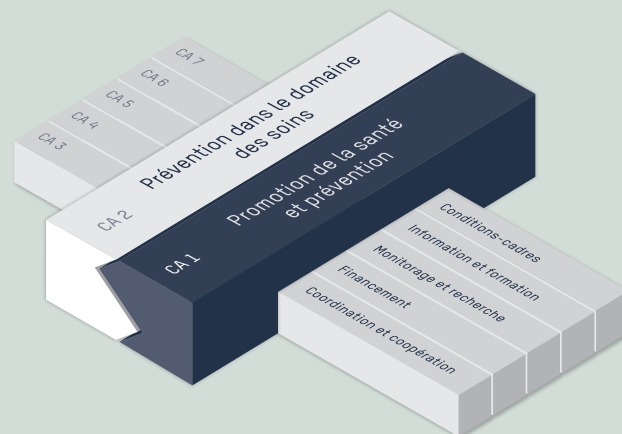 CA 7
CA 6
CA 5
CA 4
CA 3
CA 2
Prévention dans le domaine
des soins
CA 1
Promotion de la santé
et prévention
Conditions-cadres
Information et formation
Monitorage et recherche
Financement
Coordination et coopération